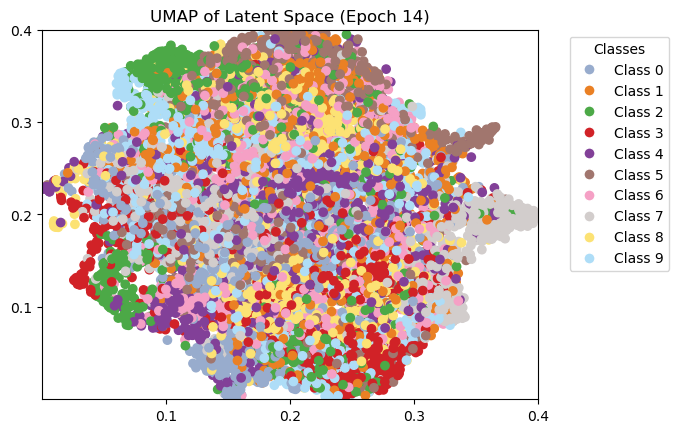 UMAP of Latent Space (Epoch 14)
0.4
0.3
0.2
0.1
0.1 0.2 0.3 0.4
Classes
Class 0
Class 1
Class 2
Class 3
Class 4
Class 5
Class 6
Class 7
Class 8
Class 9